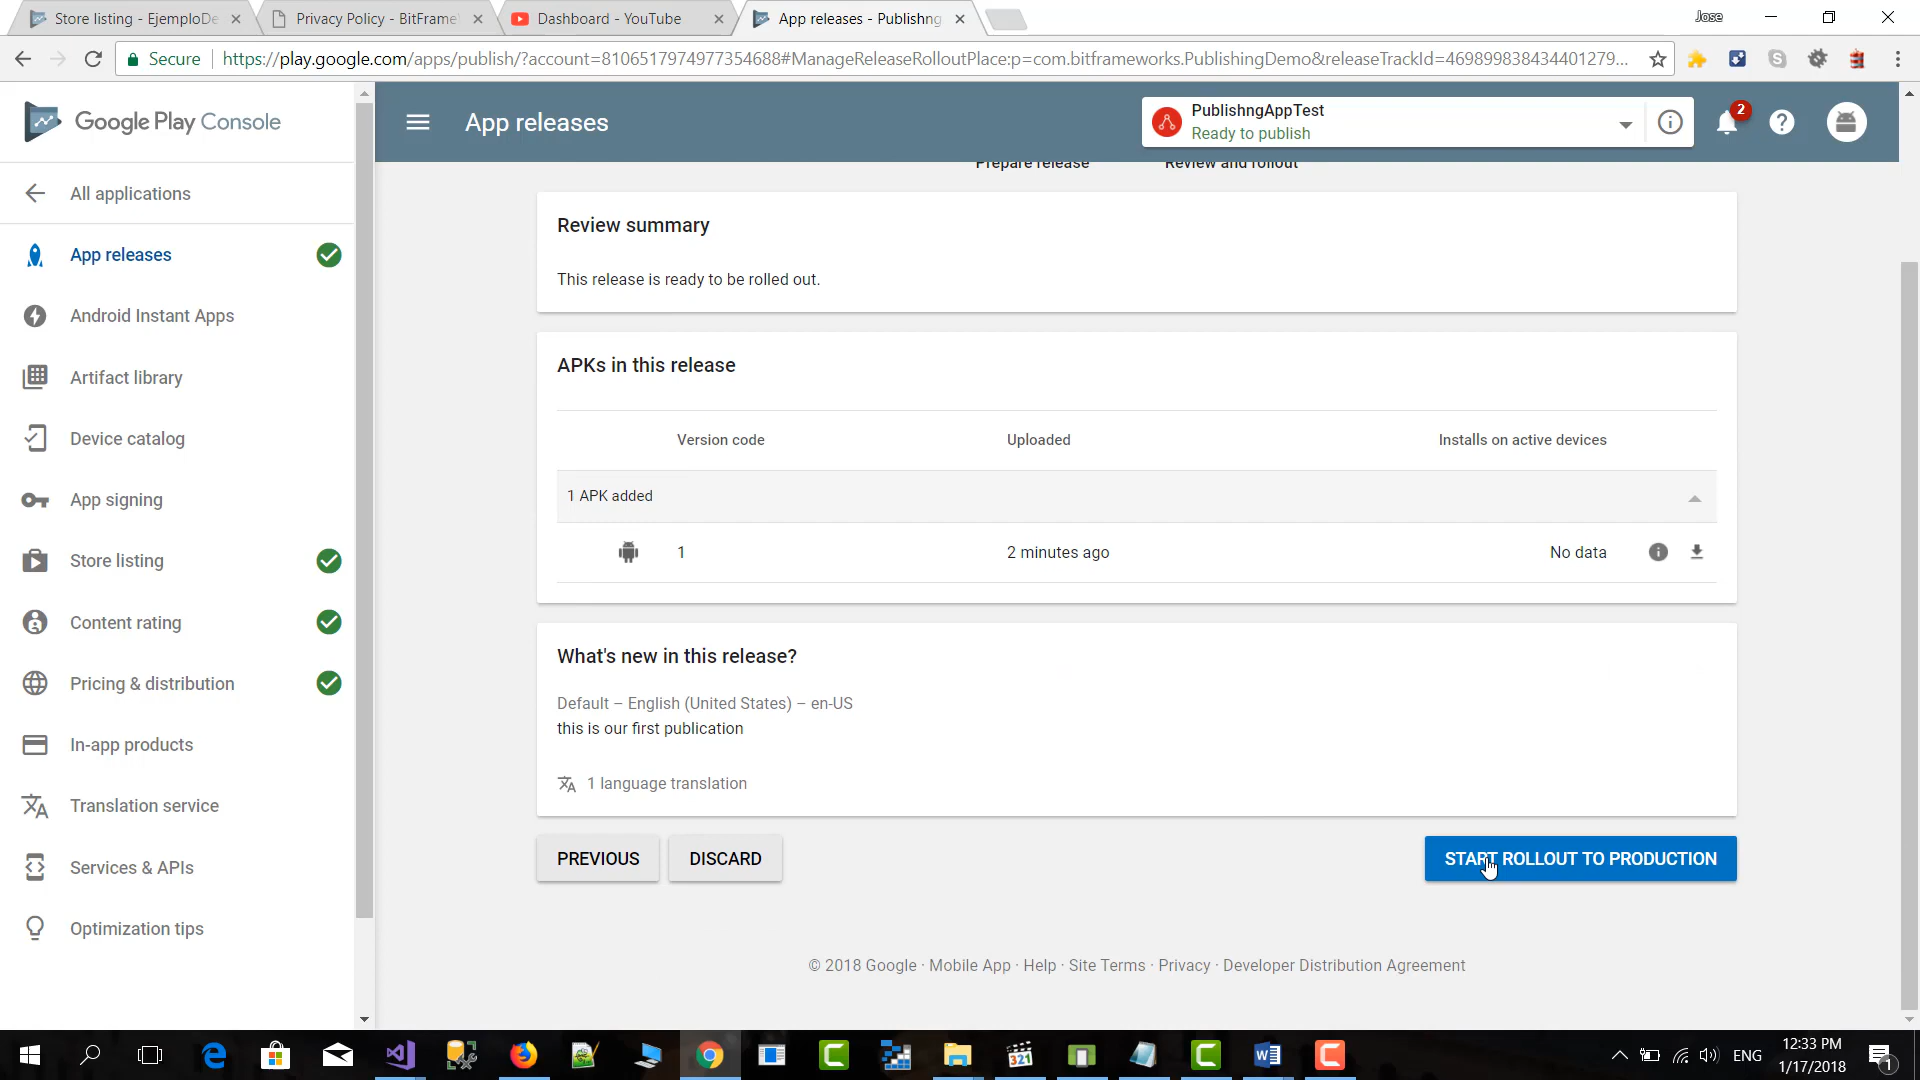 Store listing - EjemploDe
Privacy Policy - BitFrame
Dashboard - YouTube
App releases - Publishng
Jose
Secure
https://play.google.com/apps/publish/?account=8106517974977354688#ManageReleaseRolloutPlace:p=com.bitframeworks.PublishingDemo&releaseTrackId=469899838434401279...
Google Play Console
App releases
PublishngAppTest
Ready to publish
2
All applications
App releases
Android Instant Apps
Artifact library
Device catalog
App signing
Store listing
Content rating
Pricing & distribution
In-app products
Translation service
Services & APIs
Optimization tips
Prepare release
Review and rollout
Review summary
This release is ready to be rolled out.
APKs in this release
Version code
Uploaded
Installs on active devices
1 APK added
1
2 minutes ago
No data
What's new in this release?
Default – English (United States) – en-US
this is our first publication
1 language translation
PREVIOUS
DISCARD
START ROLLOUT TO PRODUCTION
© 2018 Google · Mobile App · Help · Site Terms · Privacy · Developer Distribution Agreement
321
ENG
12:33 PM
1/17/2018
1